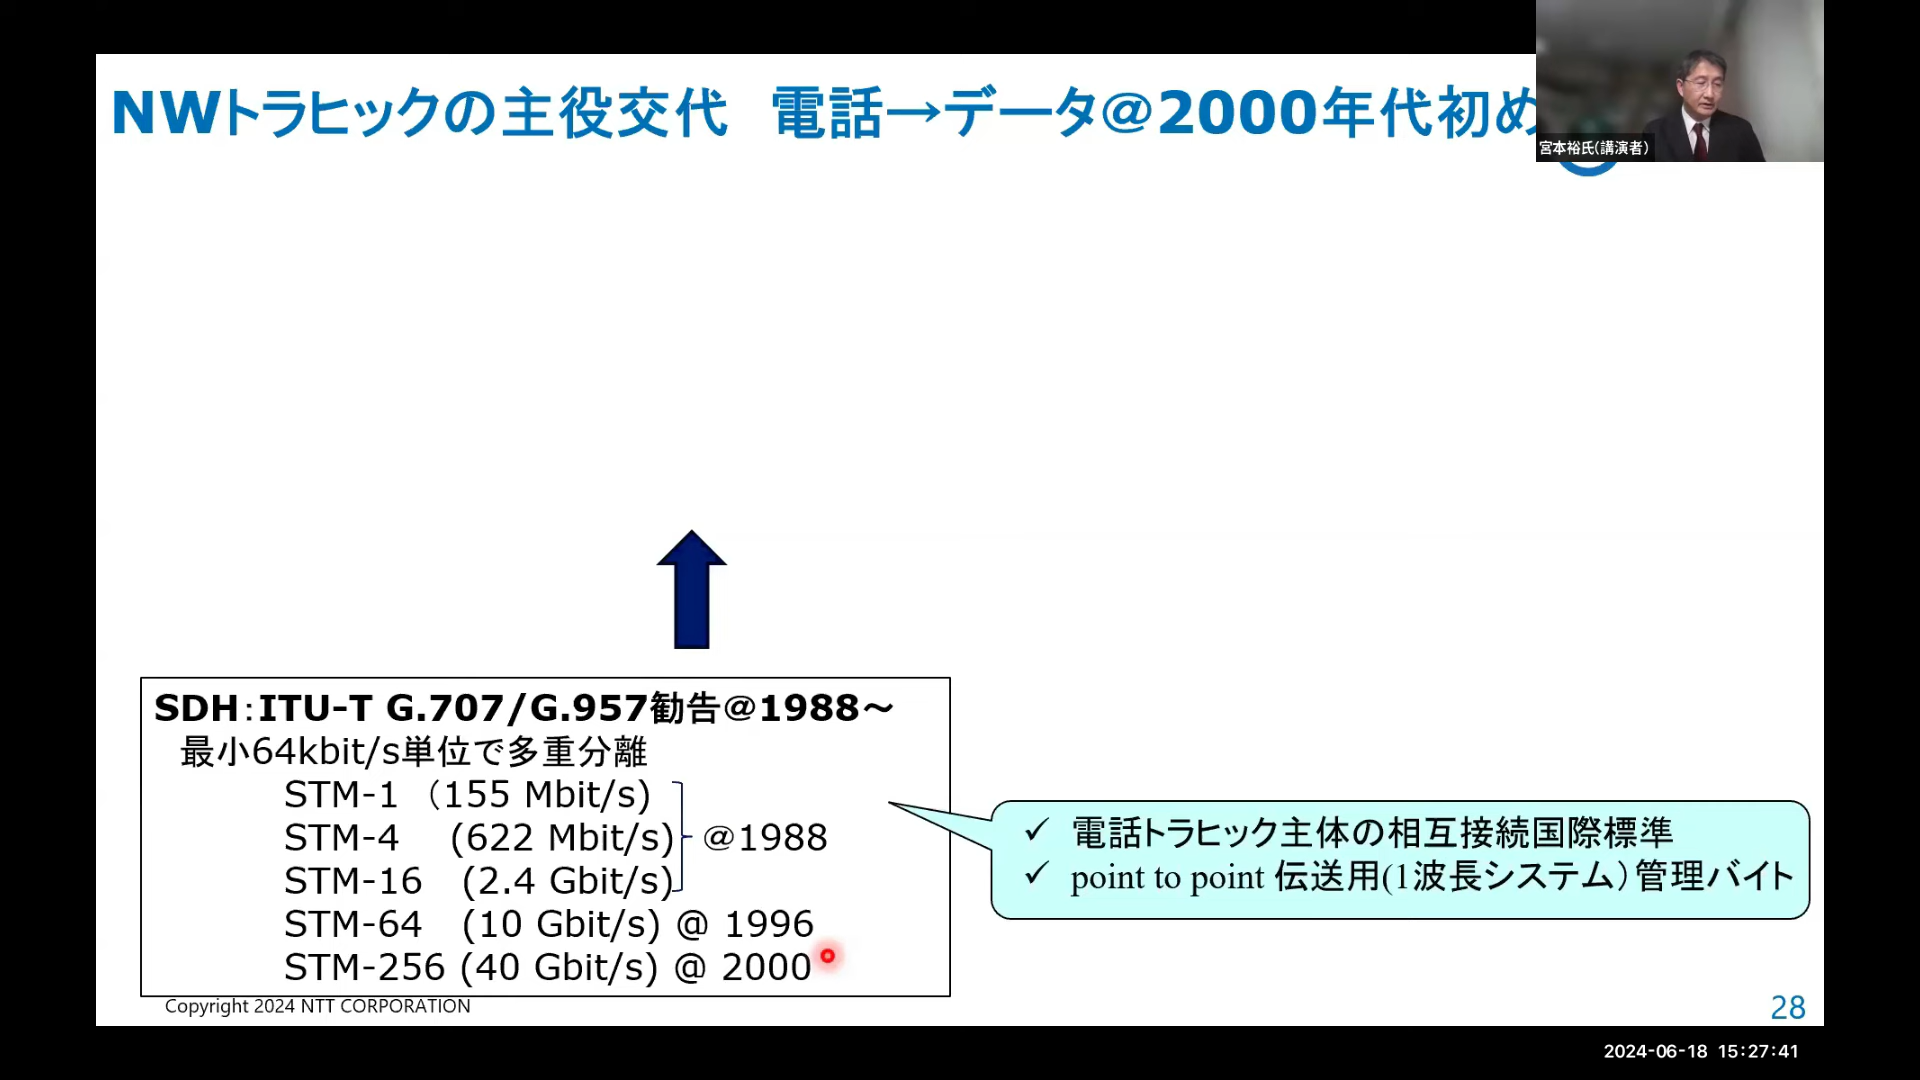 NWトラヒックの主役交代　電話→データ@2000年代初め
宮本裕氏(講演者)
SDH：ITU-T G.707/G.957勧告@1988～
最小64kbit/s単位で多重分離
STM-1 （155 Mbit/s)
STM-4 (622 Mbit/s)
@1988
STM-16 (2.4 Gbit/s)
STM-64 (10 Gbit/s) @ 1996
STM-256 (40 Gbit/s) @ 2000
✓ 電話トラヒック主体の相互接続国際標準
✓ point to point 伝送用(1波長システム）管理バイト
Copyright 2024 NTT CORPORATION
28
2024-06-18 15:27:41